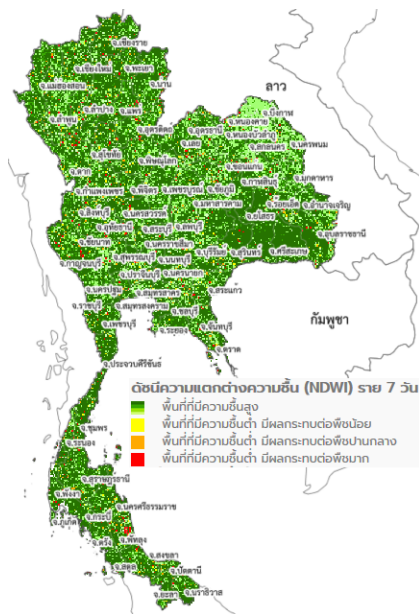 จ.เชียงราย
จ.เชียงใหม่ จ.พะเยา
จ.น่าน
จ.แม่ฮ่องสอน
ลาว
จ.ลำปาง จ.แพร่
จ.ลำพูน
จ.บึงกาฬ
จ.หนองคาย
จ.อุตรดิตถ์ จ.อุดรธานี
จ.หนองบัวลำภู
จ.นครพนม
จ.เลย
จ.สกลนคร
จ.สุโขทัย
จ.พิษณุโลก
จ.ขอนแก่น
จ.ตาก
จ.กาฬสินธุ์
จ.มุกดาหาร
จ.กำแพงเพชร จ.พิจิตร จ.เพชรบูรณ์ จ.ชัยภูมิ
จ.มหาสารคาม จ.ร้อยเอ็ด จ.อำนาจเจริญ
จ.สิงห์บุรี จ.นครสวรรค์
จ.ยโสธร
จ.อุทัยธานี จ.สระบุรี จ.ลพบุรี
จ.อุบลราชธานี
จ.ชัยนาท
จ.นครราชสีมา
จ.บุรีรัมย์ จ.สุรินทร์ จ.ศรีสะเกษ
จ.กาญจนบุรี
จ.สุพรรณบุรี จ.นนทบุรี
จ.ปราจีนบุรี จ.นครนายก
จ.นครปฐม จ.สมุทรสาคร
จ.สระแก้ว
จ.ราชบุรี จ.สมุทรสงคราม จ.ชลบุรี
กัมพูชา
จ.เพชรบุรี
จ.ระยอง จ.จันทบุรี
จ.ตราด
จ.ประจวบคีรีขันธ์
ดัชนีความแตกต่างความชื้น (NDWI) ราย 7 วัน
พื้นที่ที่มีความชื้นสูง
พื้นที่ที่มีความชื้นต่ำ มีผลกระทบต่อพืชน้อย
พื้นที่ที่มีความชื้นต่ำ มีผลกระทบต่อพืชปานกลาง
พื้นที่ที่มีความชื้นต่ำ มีผลกระทบต่อพืชมาก
จ.ชุมพร
จ.ระนอง
จ.สุราษฎร์ธานี
จ.พังงา
จ.นครศรีธรรมราช
จ.ภูเก็ต จ.กระบี่
จ.ตรัง จ.พัทลุง
จ.สงขลา
จ.สตูล
จ.ปัตตานี
จ.ยะลา จ.นราธิวาส